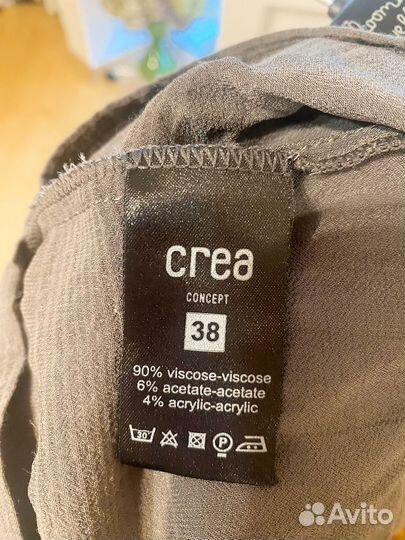 crea
CONCEPT
38
90% viscose-viscose
6% acetate-acetate
4% acrylic-acrylic
30°
P
Avito